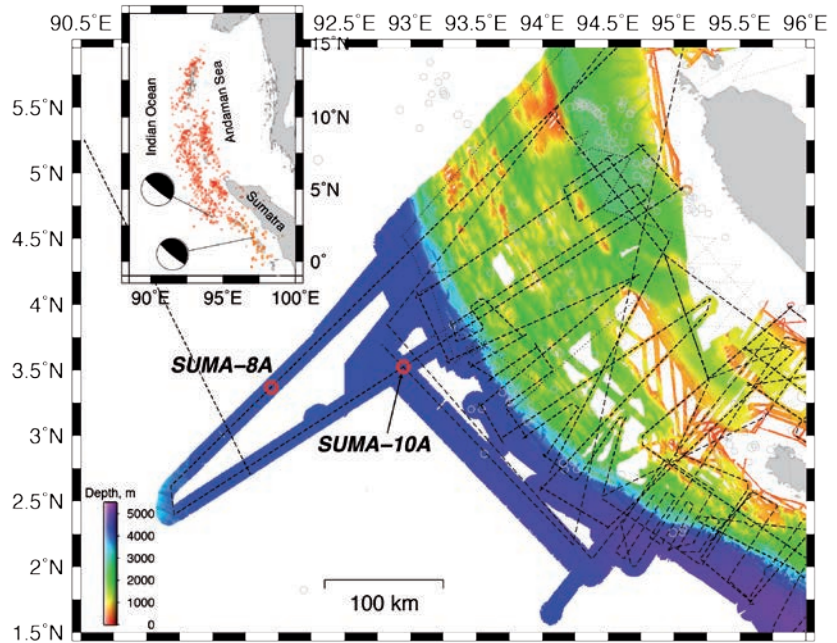 90.5˚E
93˚E
93.5˚E
94˚E
94.5˚E
95˚E
95.5˚E
96˚E
5.5˚N
5˚N
4.5˚N
4˚N
3.5˚N
3˚N
2.5˚N
2˚N
1.5˚N
15˚N
10˚N
5˚N
0˚N
90˚E
95˚E
100˚E
Indian Ocean
Andaman Sea
Sumatra
SUMA–8A
SUMA–10A
Depth, m
5000
4000
3000
2000
1000
0
100 km